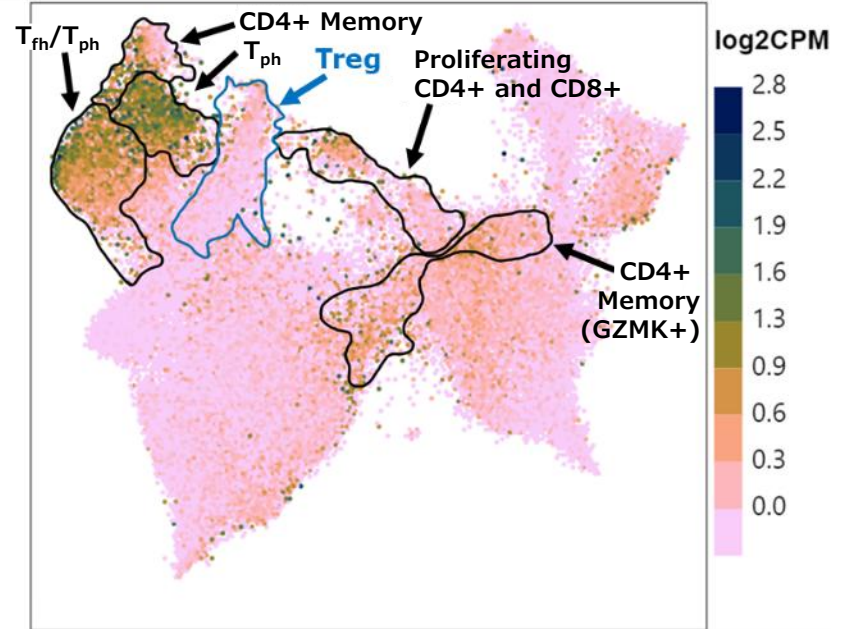 CD4+ Memory
Tfh/Tph
Tph
Treg
Proliferating
CD4+ and CD8+
CD4+
Memory
(GZMK+)
log2CPM
2.8
2.5
2.2
1.9
1.6
1.3
0.9
0.6
0.3
0.0